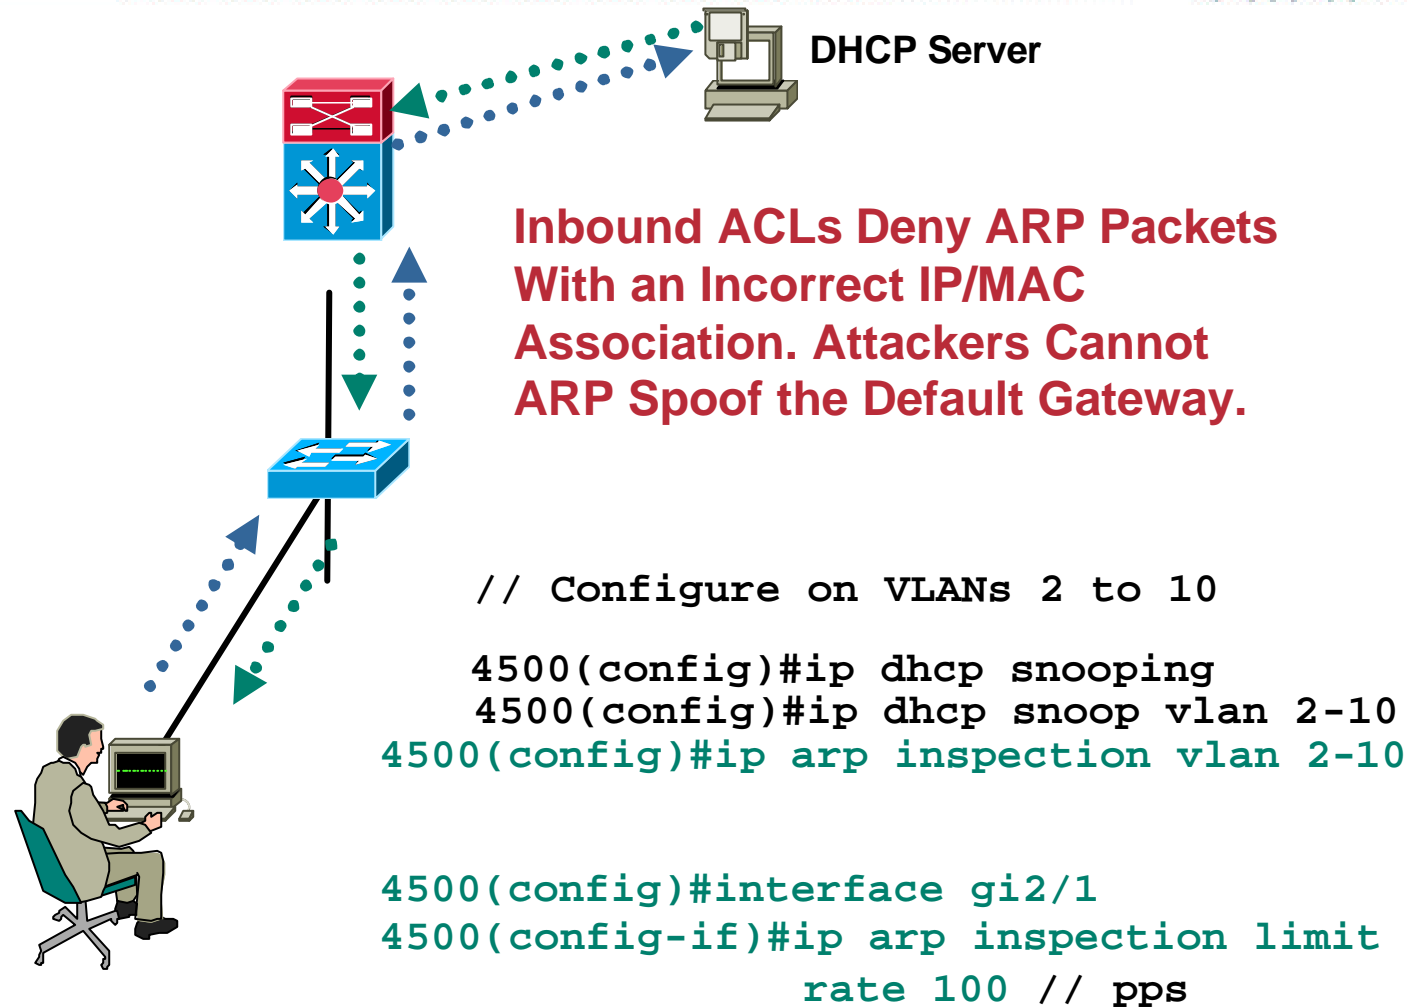 DHCP Server
Inbound ACLs Deny ARP Packets
With an Incorrect IP/MAC
Association. Attackers Cannot
ARP Spoof the Default Gateway.
// Configure on VLANs 2 to 10
4500(config)#ip dhcp snooping
4500(config)#ip dhcp snoop vlan 2-10
4500(config)#ip arp inspection vlan 2-10
4500(config)#interface gi2/1
4500(config-if)#ip arp inspection limit
rate 100 // pps